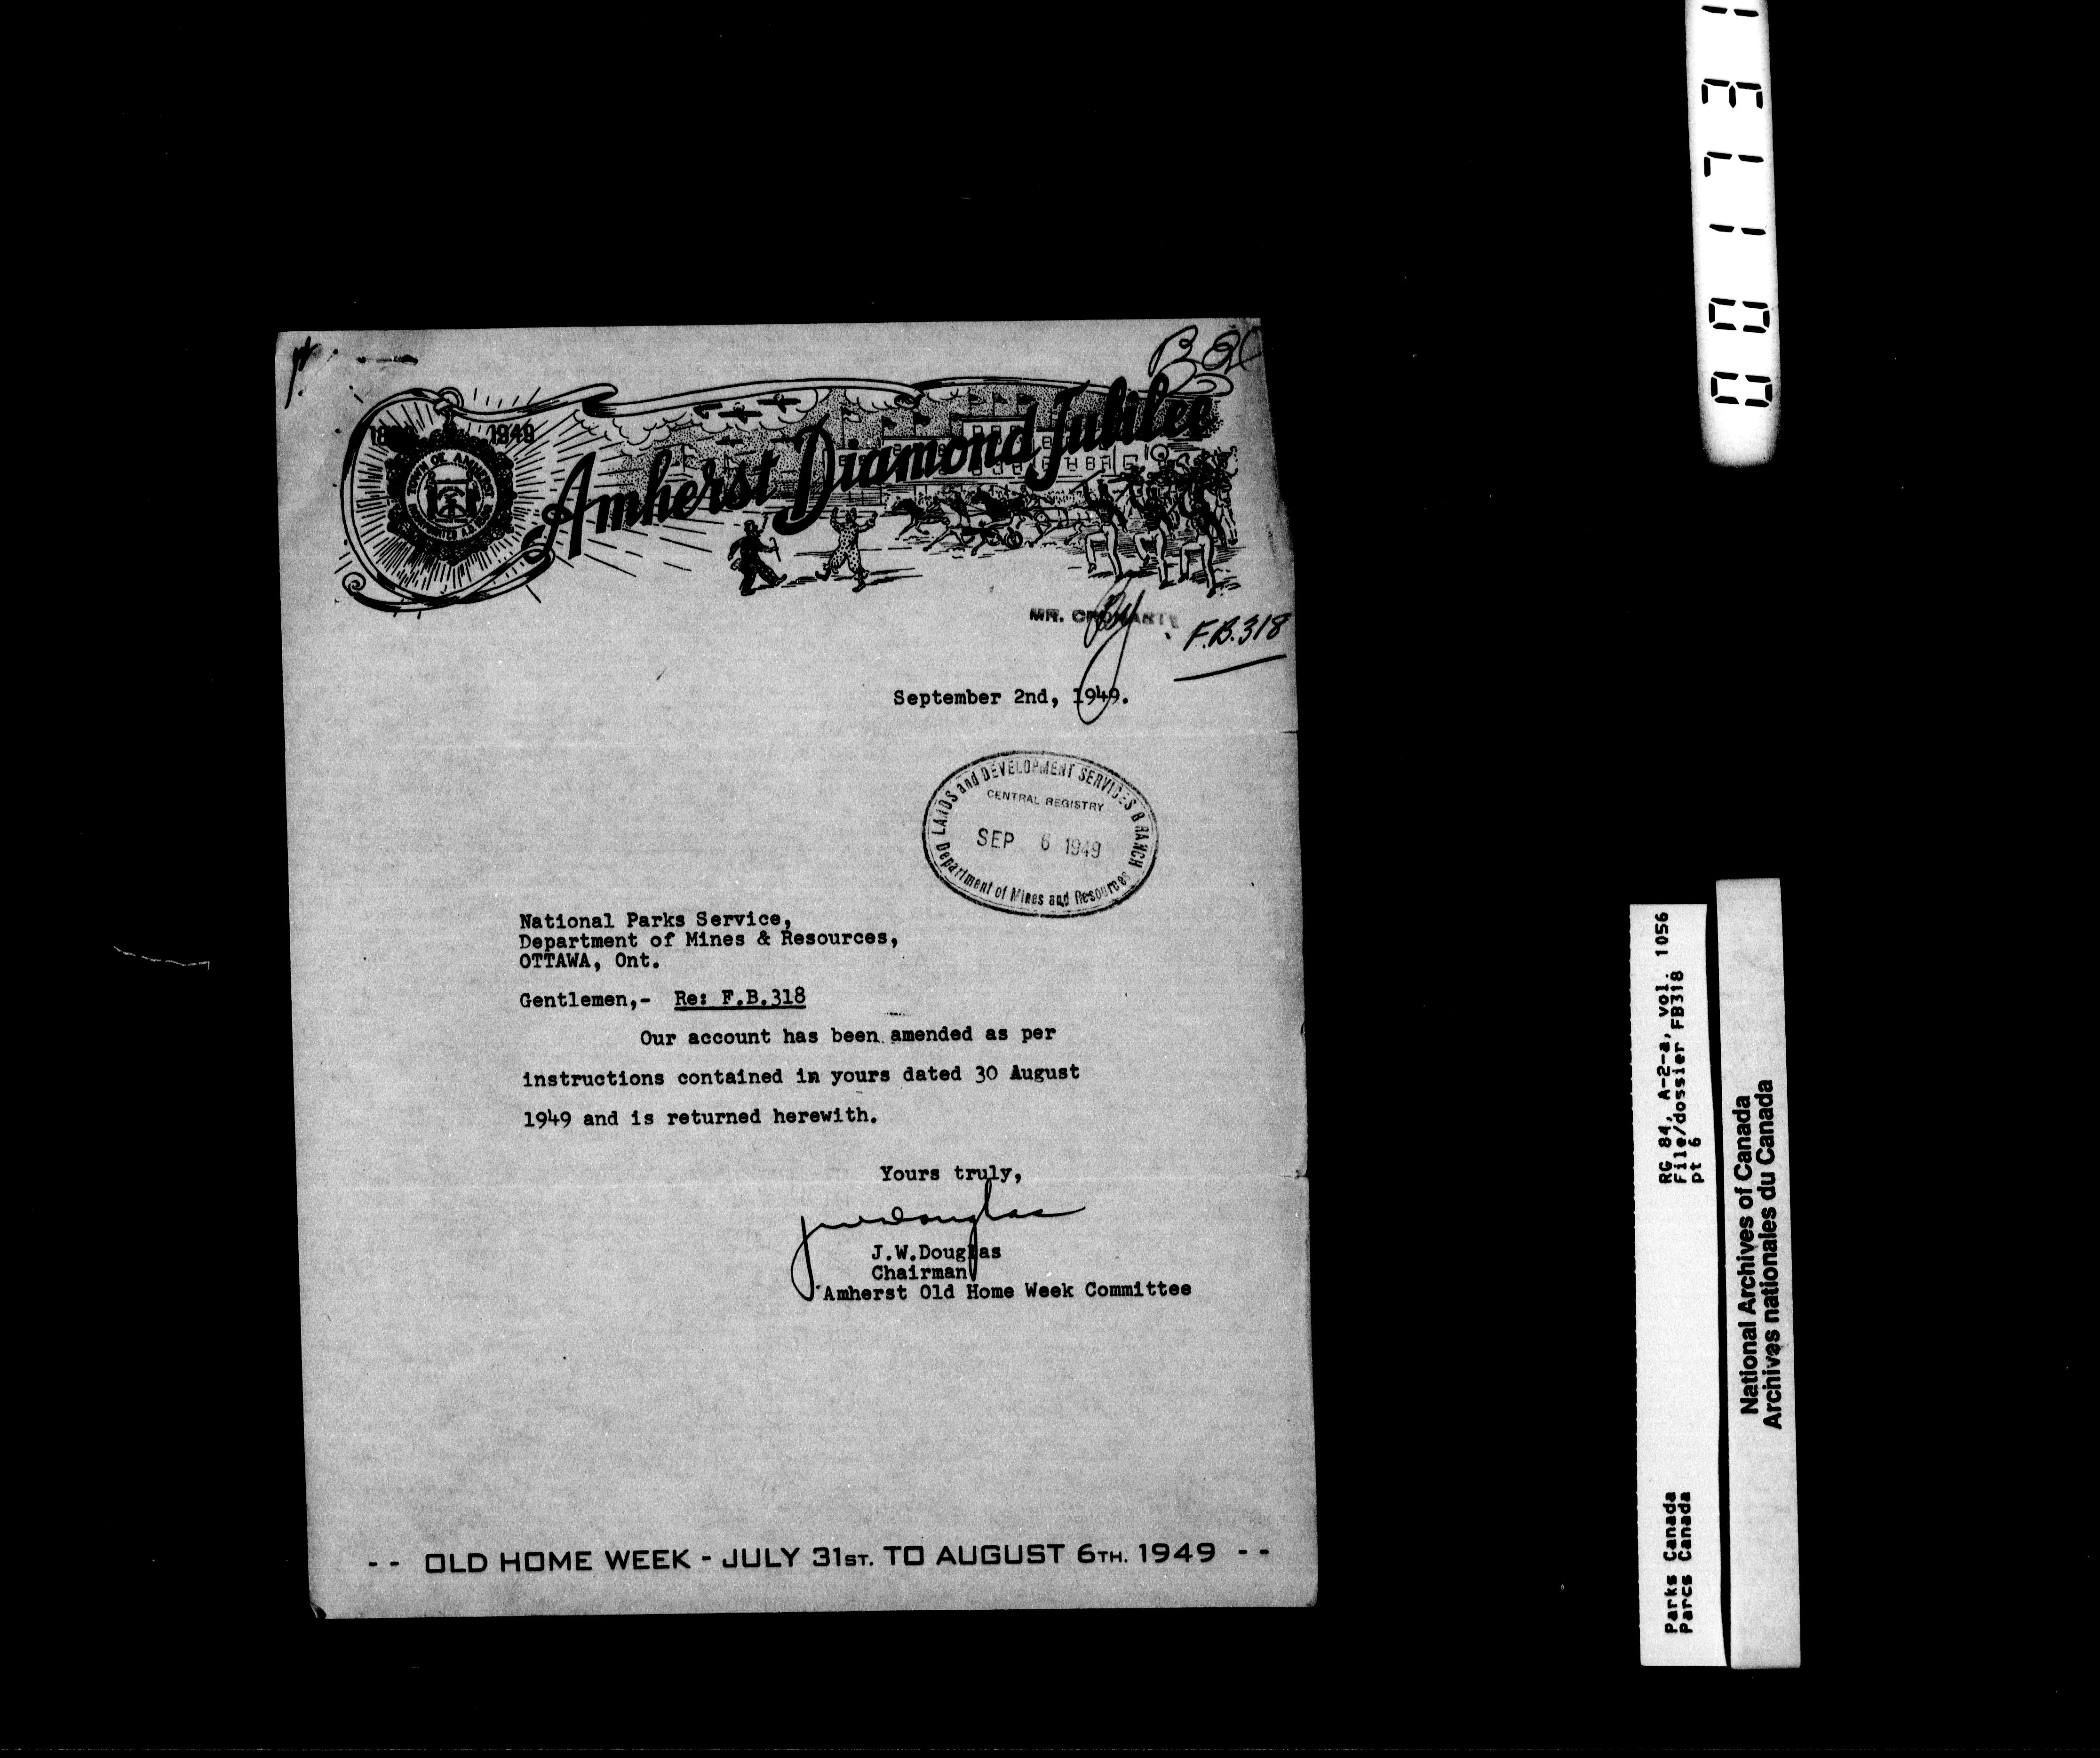 1949
TOWN OF AMHERST
Amherst Diamond Jubilee
MR. CROMARTY
F.B.318
September 2nd, 1949.
LANDS and DEVELOPMENT SERVICES BRANCH
CENTRAL REGISTRY
SEP 6 1949
Department of Mines and Resources
National Parks Service,
Department of Mines & Resources,
OTTAWA, Ont.
Gentlemen,- Re: F.B.318
Our account has been amended as per
instructions contained in yours dated 30 August
1949 and is returned herewith.
Yours truly,
JWDouglas
J.W.Douglas
Chairman
Amherst Old Home Week Committee
-- OLD HOME WEEK - JULY 31ST. TO AUGUST 6TH. 1949 --
RG 84, A-2-a, vol. 1056
File/dossier FB318
pt 6
Parks Canada
Parcs Canada
National Archives of Canada
Archives nationales du Canada